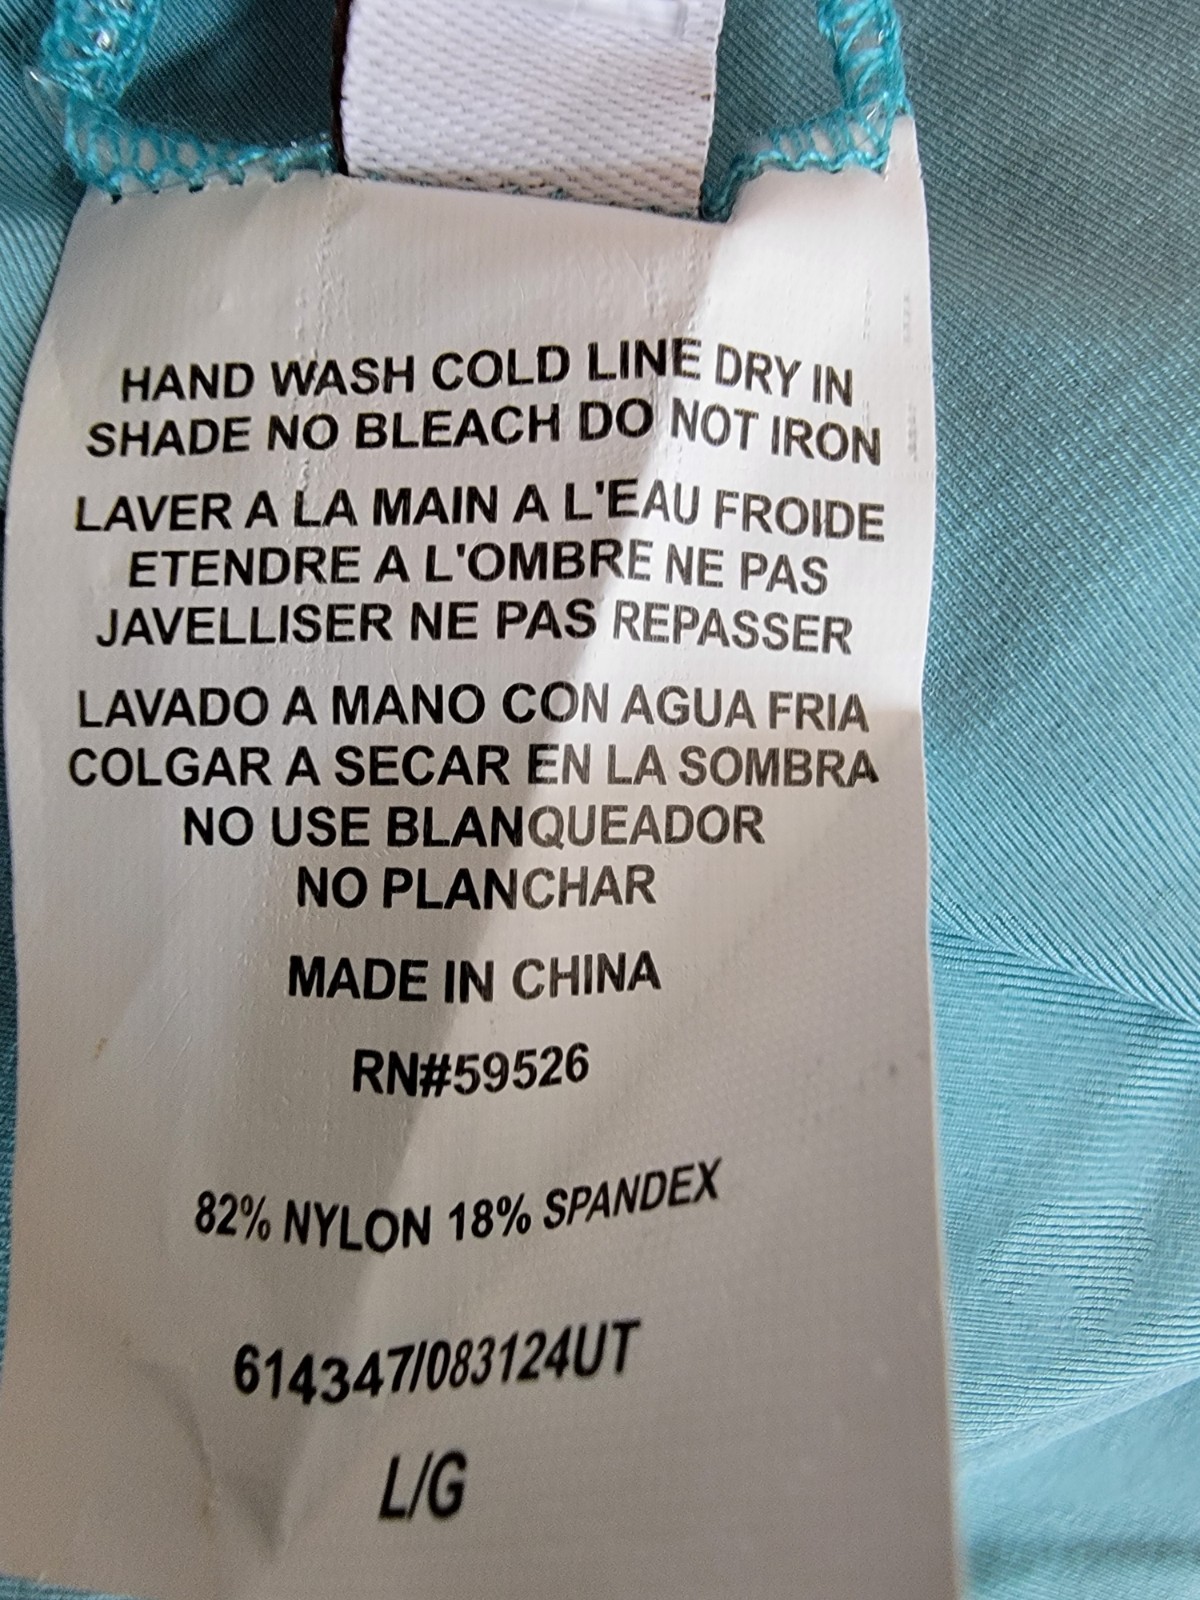 HAND WASH COLD LINE DRY IN
SHADE NO BLEACH DO NOT IRON
LAVER A LA MAIN A L'EAU FROIDE
ETENDRE A L'OMBRE NE PAS
JAVELLISER NE PAS REPASSER
LAVADO A MANO CON AGUA FRIA
COLGAR A SECAR EN LA SOMBRA
NO USE BLANQUEADOR
NO PLANCHAR
MADE IN CHINA
RN#59526
82% NYLON 18% SPANDEX
614347/083124UT
L/G